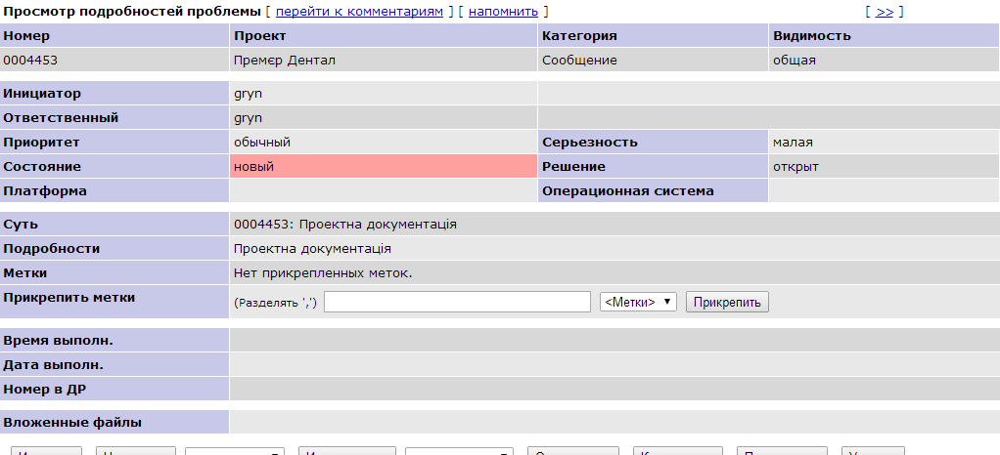 Просмотр подробностей проблемы [ перейти к комментариям ] [ напомнить ] [ >> ]
Номер Проект Категория Видимость
0004453 Премєр Дентал Сообщение общая
Инициатор gryn
Ответственный gryn
Приоритет обычный Серьезность малая
Состояние новый Решение открыт
Платформа Операционная система
Суть 0004453: Проектна документація
Подробности Проектна документація
Метки Нет прикрепленных меток.
Прикрепить метки (Разделять ',') <Метки> Прикрепить
Время выполн.
Дата выполн.
Номер в ДР
Вложенные файлы